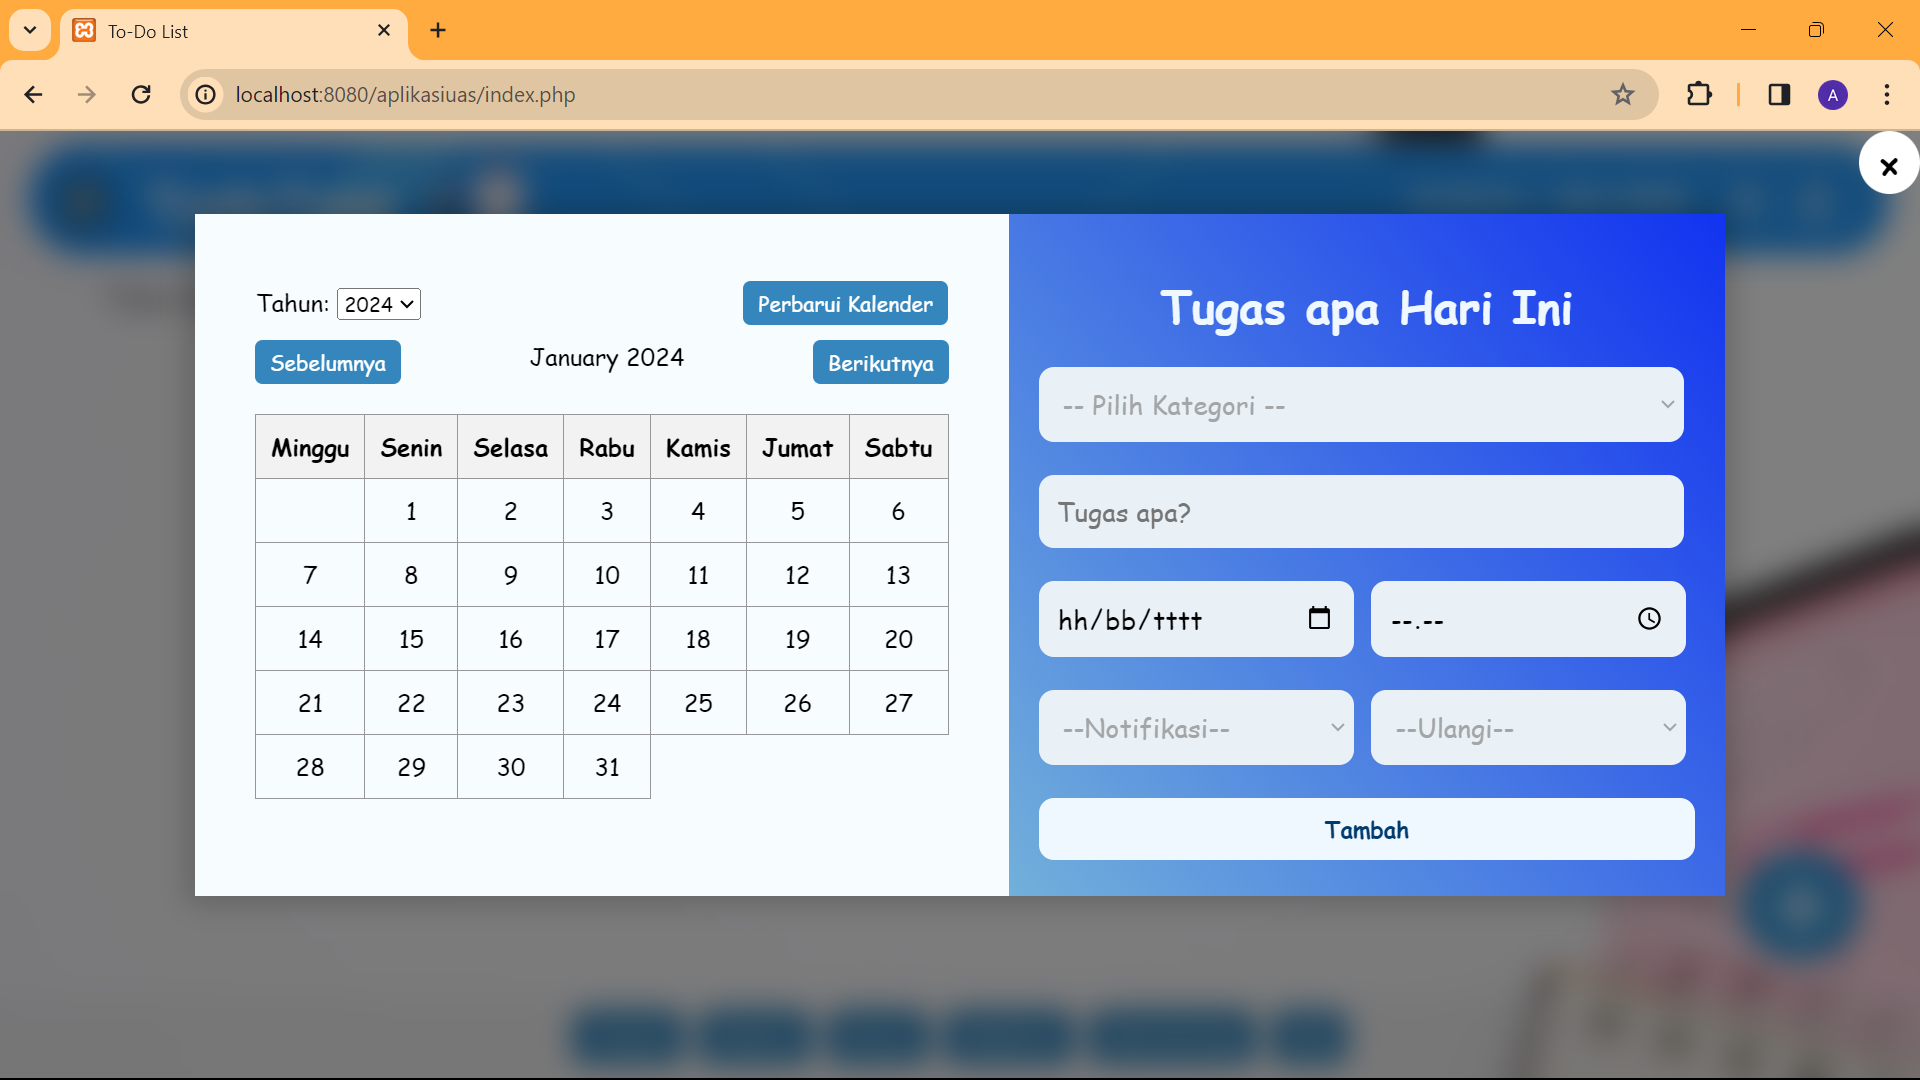 To-Do List
localhost:8080/aplikasiuas/index.php
A
Tahun: 2024
Perbarui Kalender
Sebelumnya
January 2024
Berikutnya
Minggu Senin Selasa Rabu Kamis Jumat Sabtu
1 2 3 4 5 6
7 8 9 10 11 12 13
14 15 16 17 18 19 20
21 22 23 24 25 26 27
28 29 30 31
Tugas apa Hari Ini
-- Pilih Kategori --
Tugas apa?
hh/bb/tttt
--.--
--Notifikasi--
--Ulangi--
Tambah